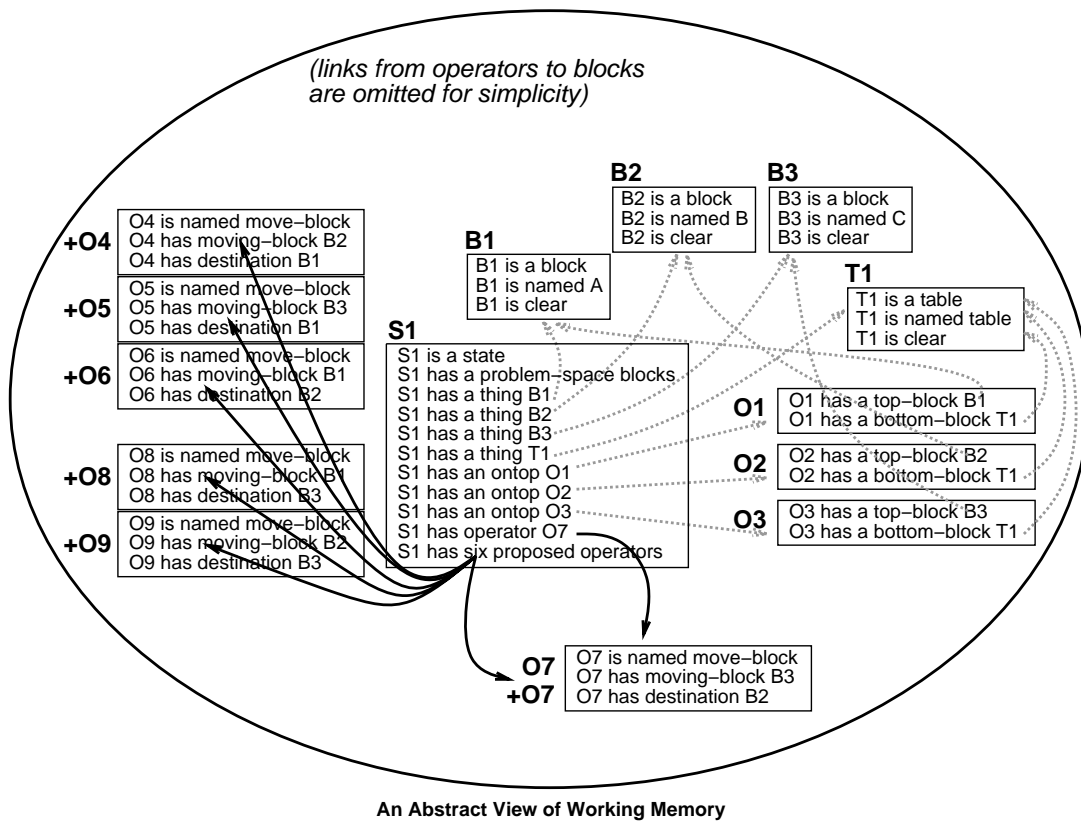 (links from operators to blocks
are omitted for simplicity)
+O4
O4 is named move−block
O4 has moving−block B2
O4 has destination B1
+O5
O5 is named move−block
O5 has moving−block B3
O5 has destination B1
+O6
O6 is named move−block
O6 has moving−block B1
O6 has destination B2
+O8
O8 is named move−block
O8 has moving−block B1
O8 has destination B3
+O9
O9 is named move−block
O9 has moving−block B2
O9 has destination B3
B1
B1 is a block
B1 is named A
B1 is clear
B2
B2 is a block
B2 is named B
B2 is clear
B3
B3 is a block
B3 is named C
B3 is clear
T1
T1 is a table
T1 is named table
T1 is clear
S1
S1 is a state
S1 has a problem−space blocks
S1 has a thing B1
S1 has a thing B2
S1 has a thing B3
S1 has a thing T1
S1 has an ontop O1
S1 has an ontop O2
S1 has an ontop O3
S1 has operator O7
S1 has six proposed operators
O1
O1 has a top−block B1
O1 has a bottom−block T1
O2
O2 has a top−block B2
O2 has a bottom−block T1
O3
O3 has a top−block B3
O3 has a bottom−block T1
O7
+O7
O7 is named move−block
O7 has moving−block B3
O7 has destination B2
An Abstract View of Working Memory